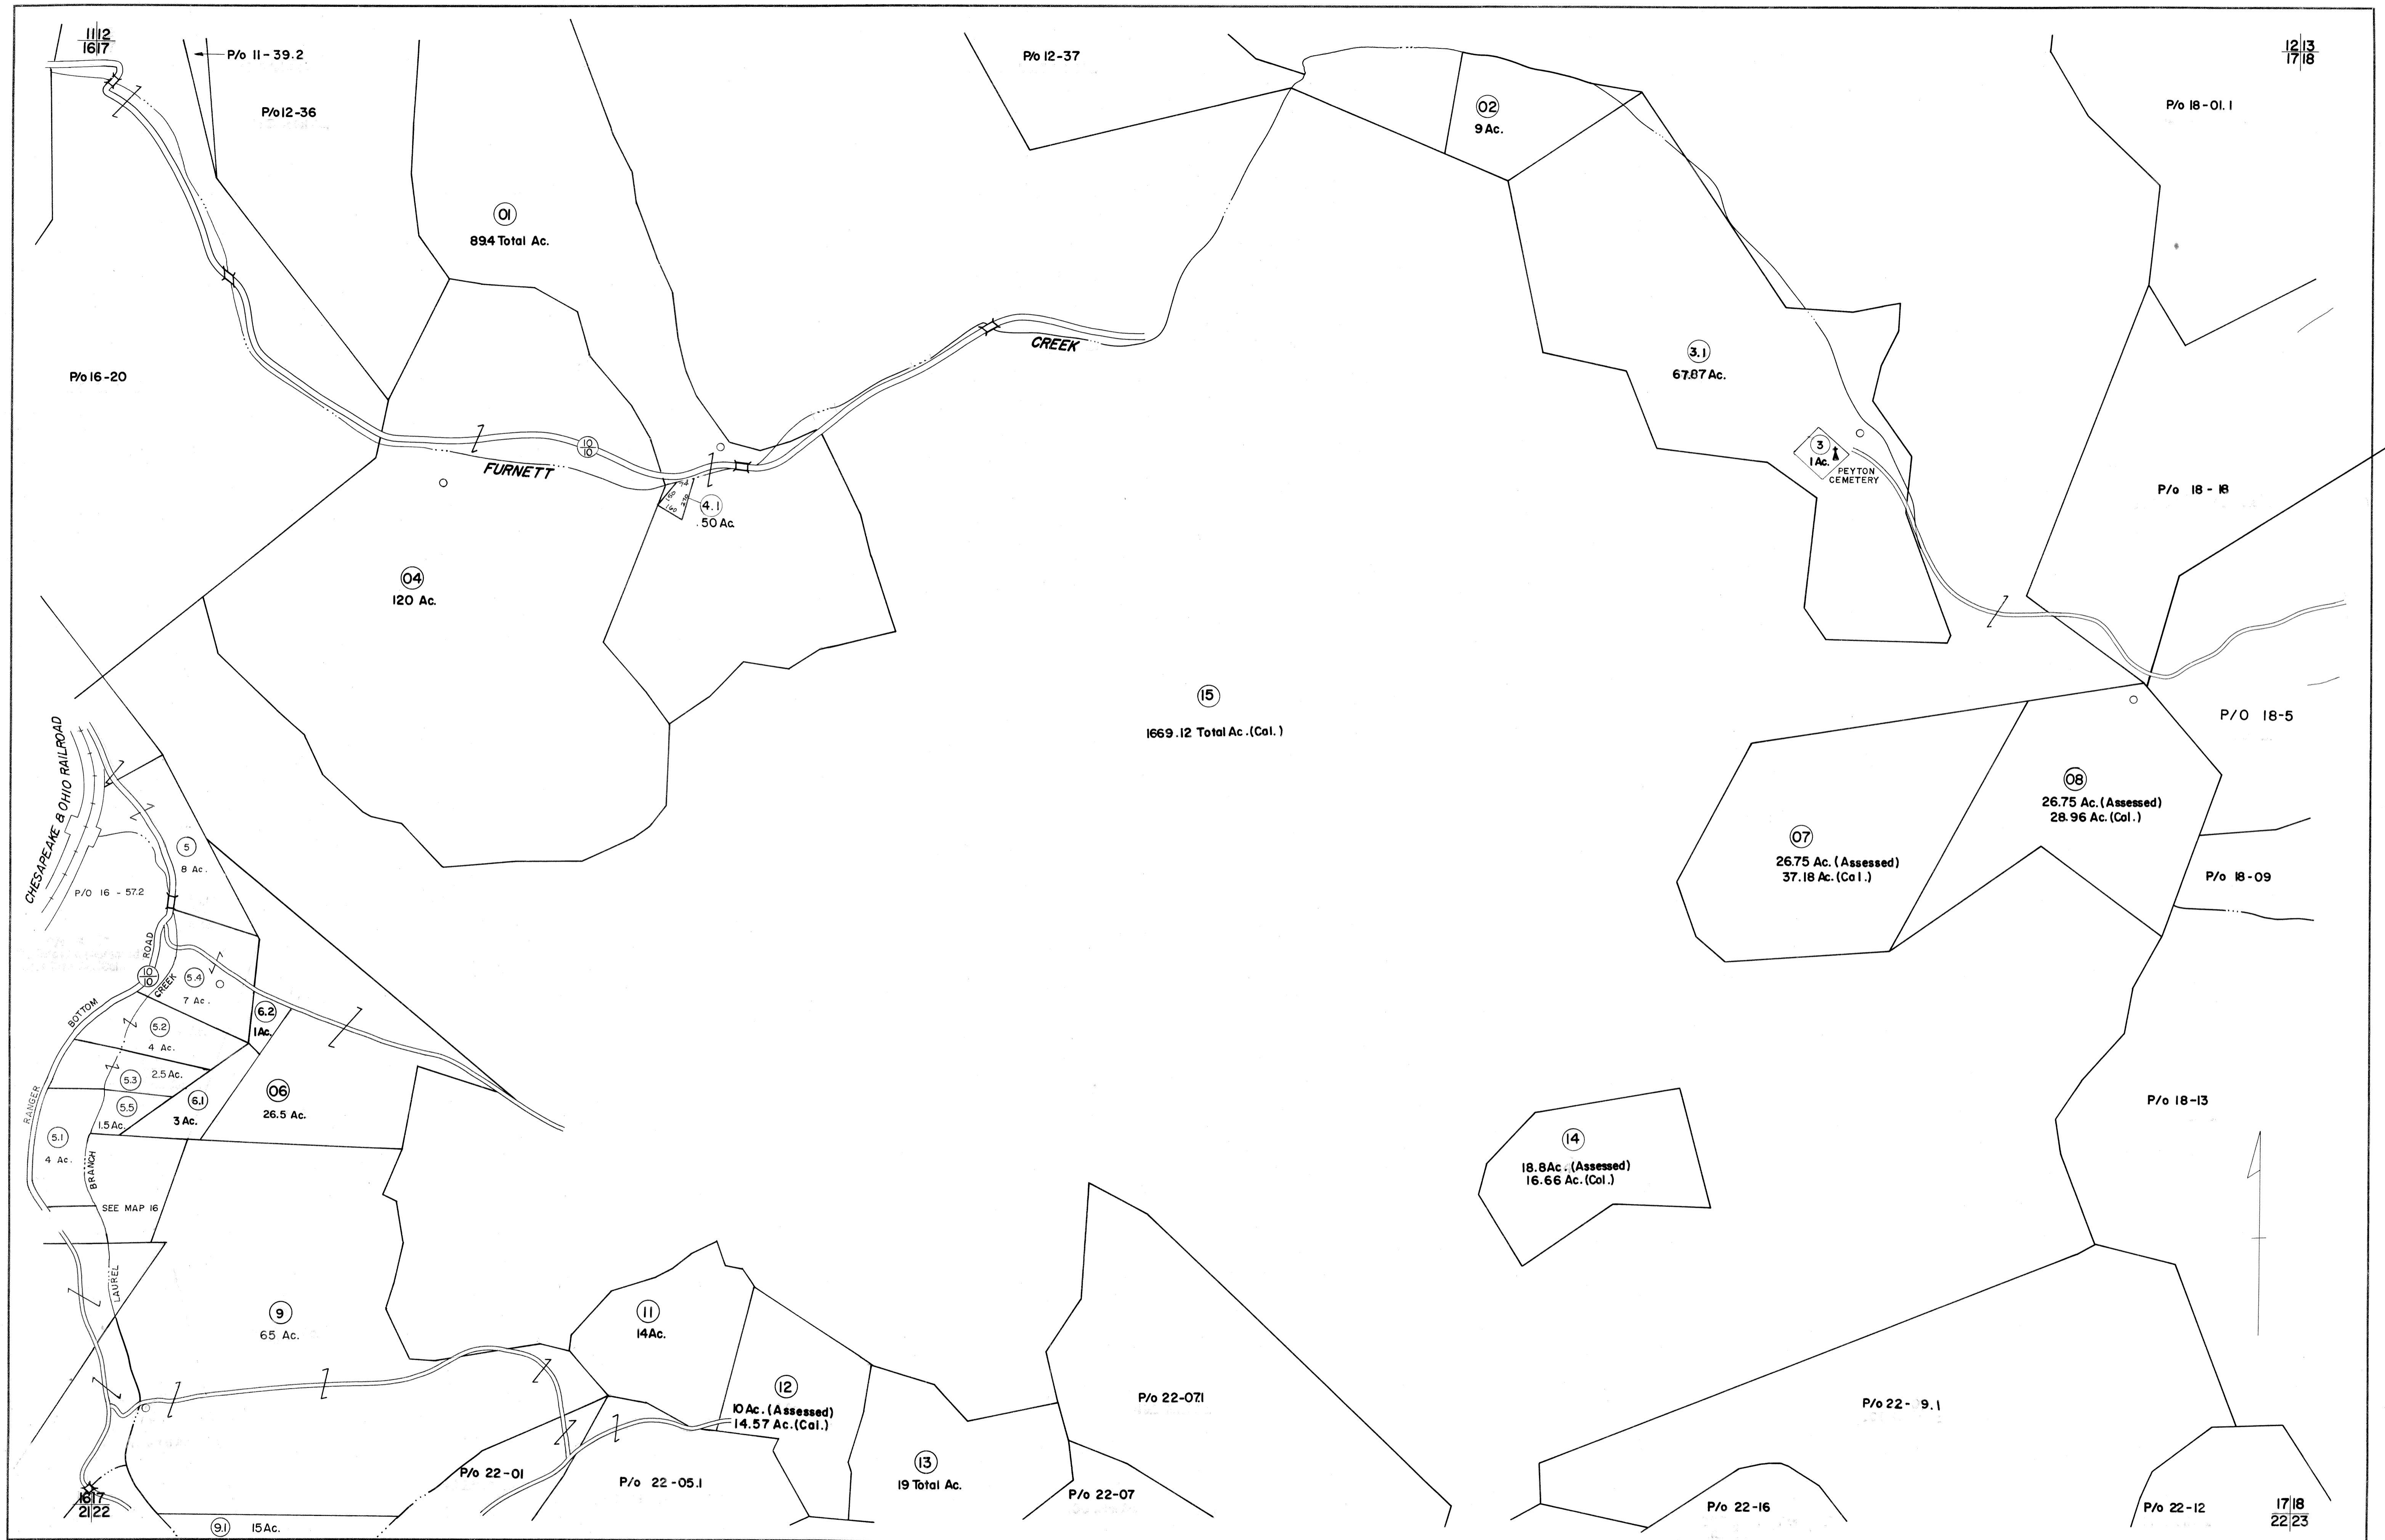 11 12
16 17
P/o 11-39.2
P/o 12-36
P/o 12-37
12 13
17 18
P/o 18-01.1
02
9 Ac.
01
89.4 Total Ac.
CREEK
3.1
67.87 Ac.
P/o 16-20
10
10
FURNETT
3
1 Ac.
PEYTON
CEMETERY
P/o 18-18
150
230
160
4.1
.50 Ac.
04
120 Ac.
15
1669.12 Total Ac. (Cal.)
P/O 18-5
CHESAPEAKE & OHIO RAILROAD
08
26.75 Ac. (Assessed)
28.96 Ac. (Cal.)
07
26.75 Ac. (Assessed)
37.18 Ac. (Cal.)
5
8 Ac.
P/O 16-57.2
P/o 18-09
ROAD
10
10
CREEK
5.4
7 Ac.
BOTTOM
6.2
1 Ac.
5.2
4 Ac.
5.3
2.5 Ac.
RANGER
5.5
1.5 Ac.
6.1
3 Ac.
06
26.5 Ac.
P/o 18-13
5.1
4 Ac.
BRANCH
14
18.8 Ac. (Assessed)
16.66 Ac. (Cal.)
SEE MAP 16
LAUREL
9
65 Ac.
11
14 Ac.
12
10 Ac. (Assessed)
14.57 Ac. (Cal.)
P/o 22-07.1
P/o 22-9.1
13
19 Total Ac.
P/o 22-01
P/o 22-05.1
P/o 22-07
P/o 22-16
P/o 22-12
16 17
21 22
9.1 15 Ac.
17 18
22 23